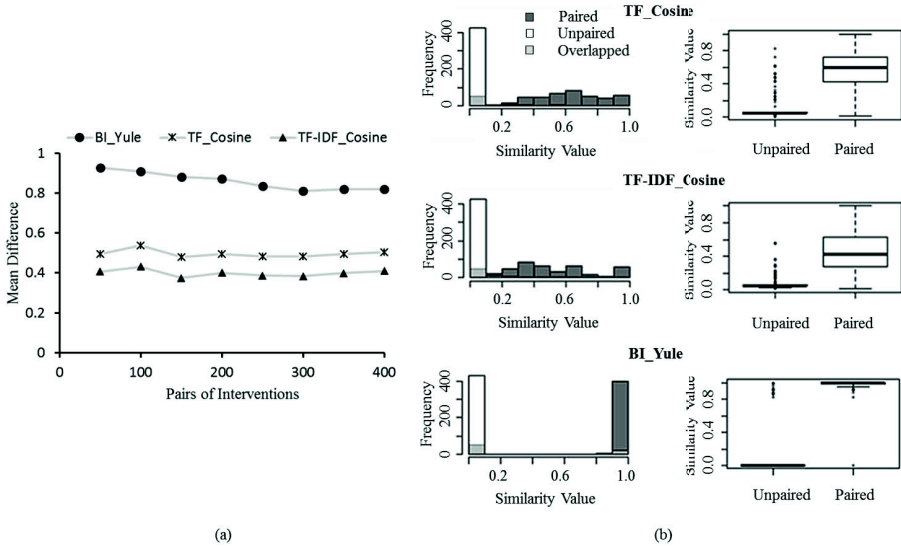 (a)
BI_Yule TF_Cosine TF-IDF_Cosine
Mean Difference
1
0.8
0.6
0.4
0.2
0
0 100 200 300 400
Pairs of Interventions
TF_Cosine
Paired
Unpaired
Overlapped
Frequency
0 200 400
0.2 0.6 1.0
Similarity Value
Similarity Value
0.0 0.4 0.8
Unpaired Paired
TF-IDF_Cosine
Frequency
0 200 400
0.2 0.6 1.0
Similarity Value
Similarity Value
0.0 0.4 0.8
Unpaired Paired
BI_Yule
Frequency
0 200 400
0.2 0.6 1.0
Similarity Value
Similarity Value
0.0 0.4 0.8
Unpaired Paired
(a) (b)